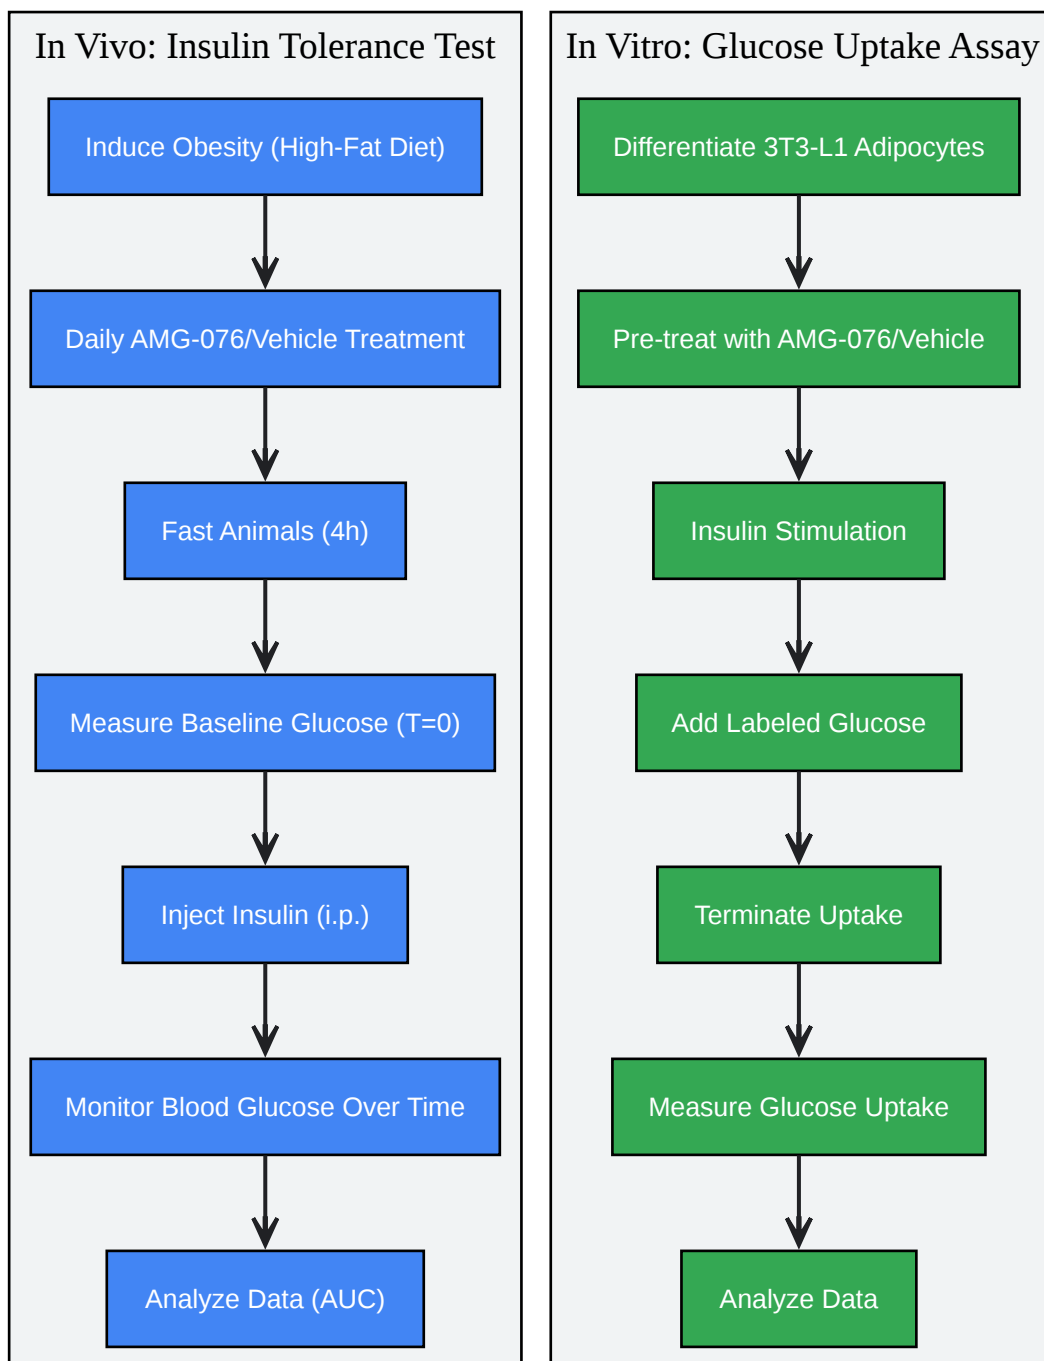 In Vivo: Insulin Tolerance Test
Induce Obesity (High-Fat Diet)
Daily AMG-076/Vehicle Treatment
Fast Animals (4h)
Measure Baseline Glucose (T=0)
Inject Insulin (i.p.)
Monitor Blood Glucose Over Time
Analyze Data (AUC)
In Vitro: Glucose Uptake Assay
Differentiate 3T3-L1 Adipocytes
Pre-treat with AMG-076/Vehicle
Insulin Stimulation
Add Labeled Glucose
Terminate Uptake
Measure Glucose Uptake
Analyze Data